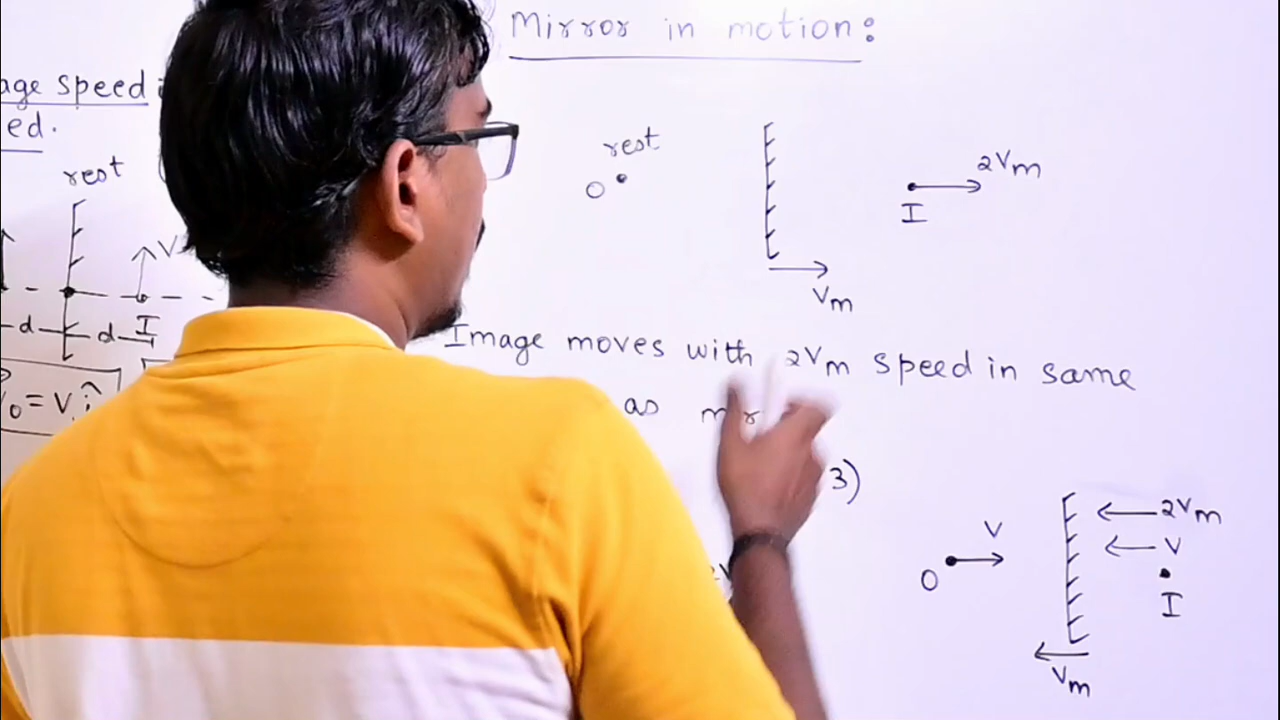 Mirror in motion:
age speed
ed.
rest
V
d
d
I
V₀ = V î
rest
O
I
2Vm
Vm
Image moves with 2Vm speed in same
as
3)
O
V
2Vm
V
I
Vm